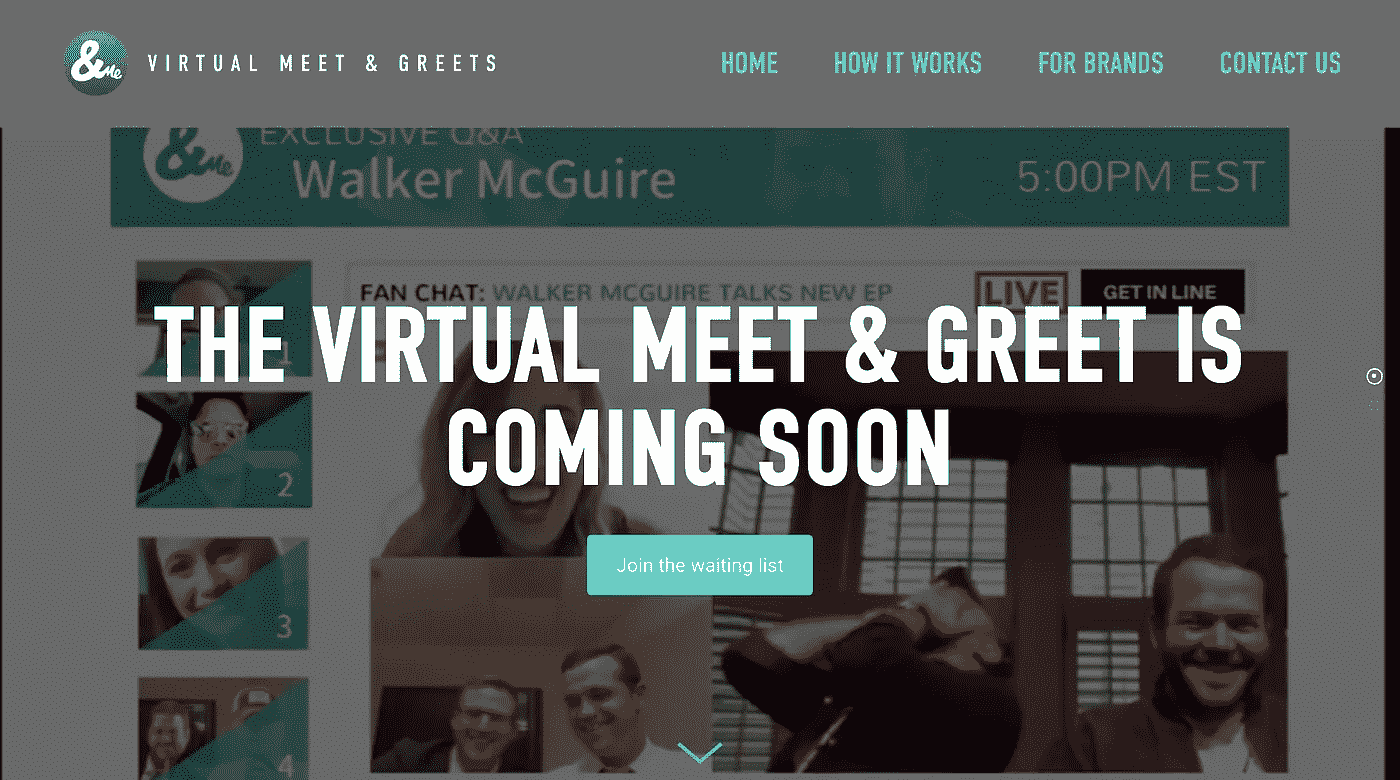 &Me
VIRTUAL MEET & GREETS
HOME
HOW IT WORKS
FOR BRANDS
CONTACT US
&Me
EXCLUSIVE Q&A
Walker McGuire
5:00PM EST
FAN CHAT: WALKER MCGUIRE TALKS NEW EP
LIVE
GET IN LINE
1
THE VIRTUAL MEET & GREET IS
COMING SOON
2
Join the waiting list
3
4